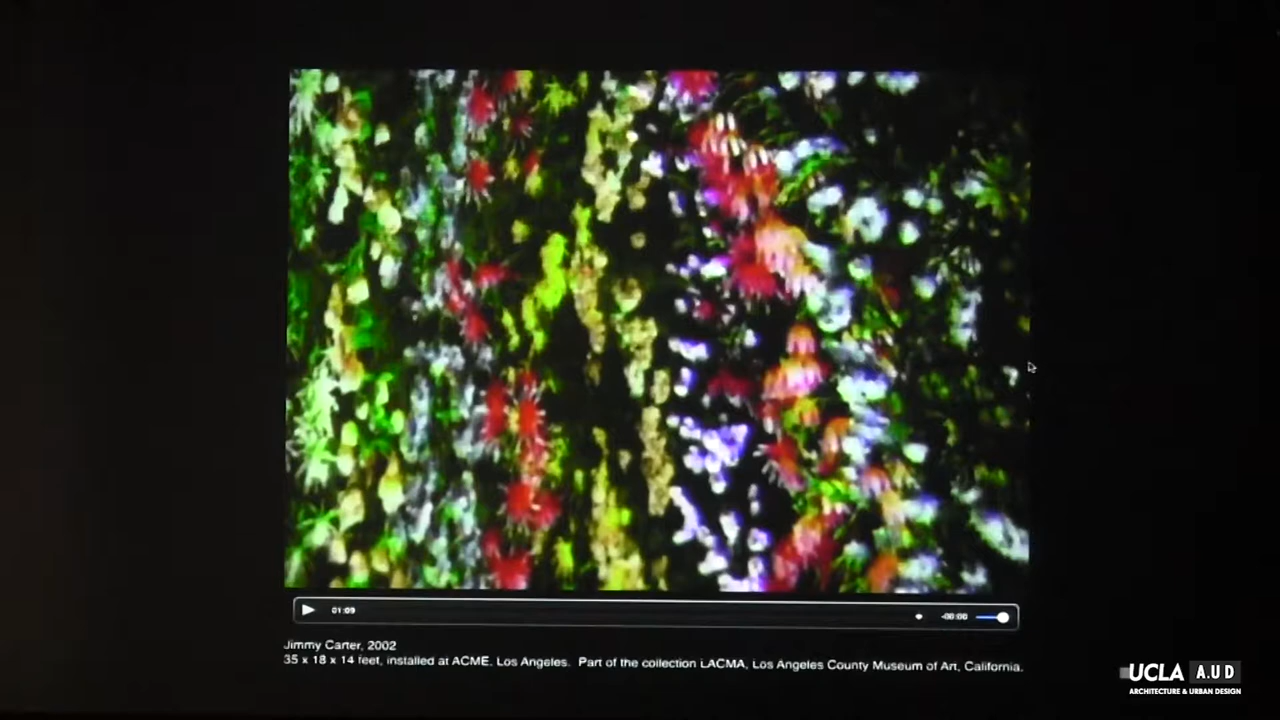 01:09
-00:00
Jimmy Carter, 2002
35 x 18 x 14 feet, installed at ACME. Los Angeles. Part of the collection LACMA, Los Angeles County Museum of Art, California.
UCLA A.UD
ARCHITECTURE & URBAN DESIGN